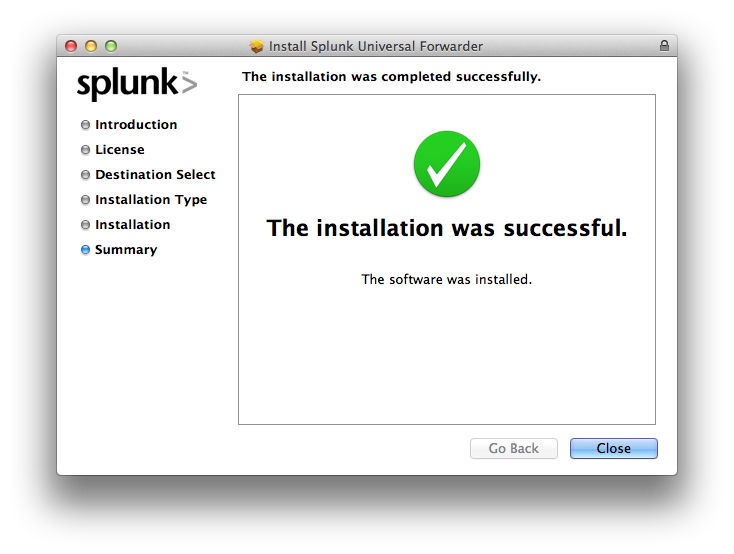 Install Splunk Universal Forwarder
splunk>™
The installation was completed successfully.
Introduction
License
Destination Select
Installation Type
Installation
Summary
The installation was successful.
The software was installed.
Go Back
Close